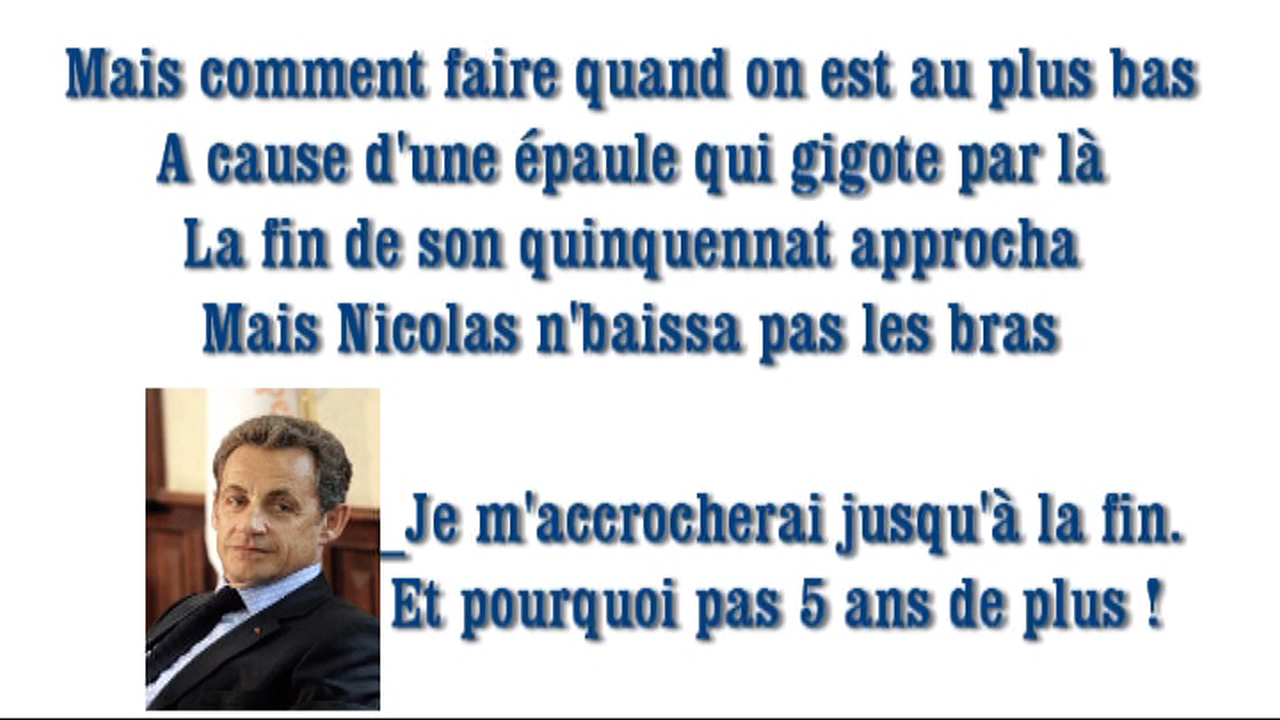 Mais comment faire quand on est au plus bas
A cause d'une épaule qui gigote par là
La fin de son quinquennat approcha
Mais Nicolas n'baissa pas les bras
_Je m'accrocherai jusqu'à la fin.
Et pourquoi pas 5 ans de plus !